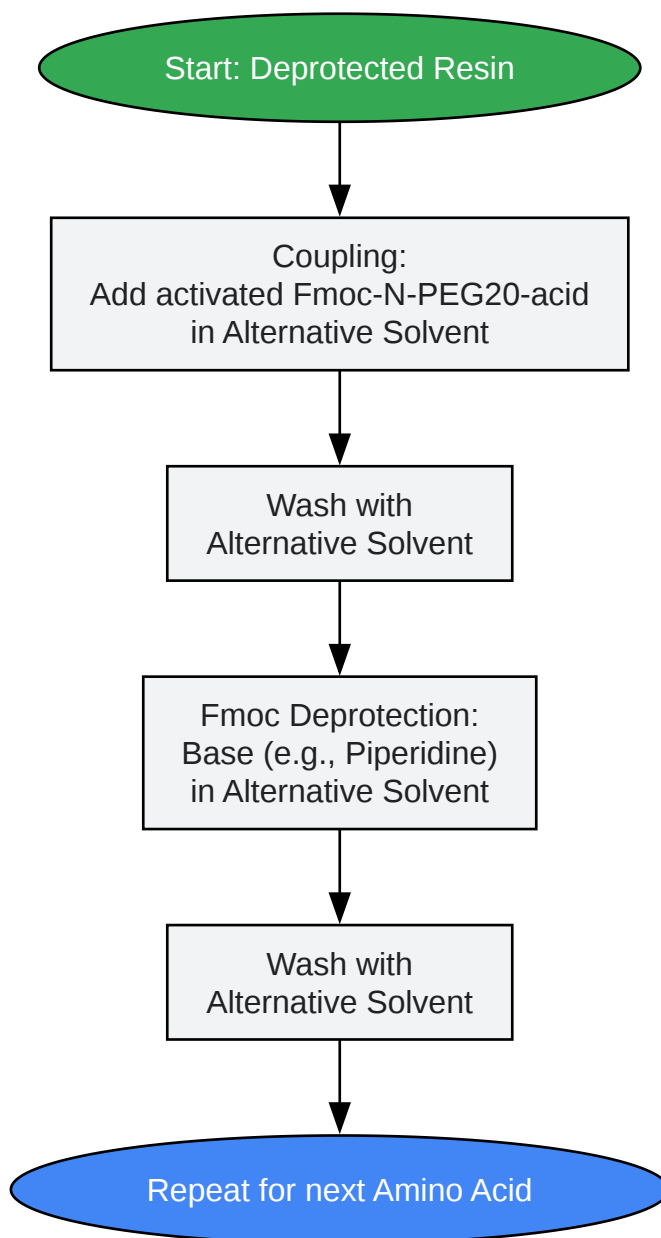 Start: Deprotected Resin
Coupling:
Add activated Fmoc-N-PEG20-acid
in Alternative Solvent
Wash with
Alternative Solvent
Fmoc Deprotection:
Base (e.g., Piperidine)
in Alternative Solvent
Wash with
Alternative Solvent
Repeat for next Amino Acid